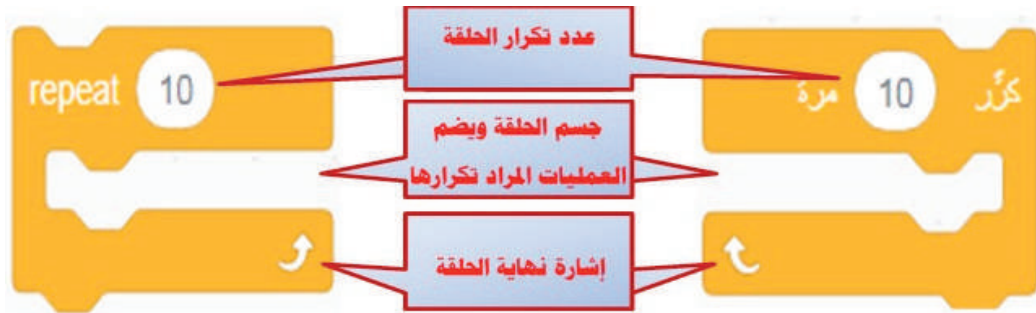 عدد تكرار الحلقة
repeat 10
كرِّر 10 مرة
جسم الحلقة ويضم
العمليات المراد تكرارها
إشارة نهاية الحلقة